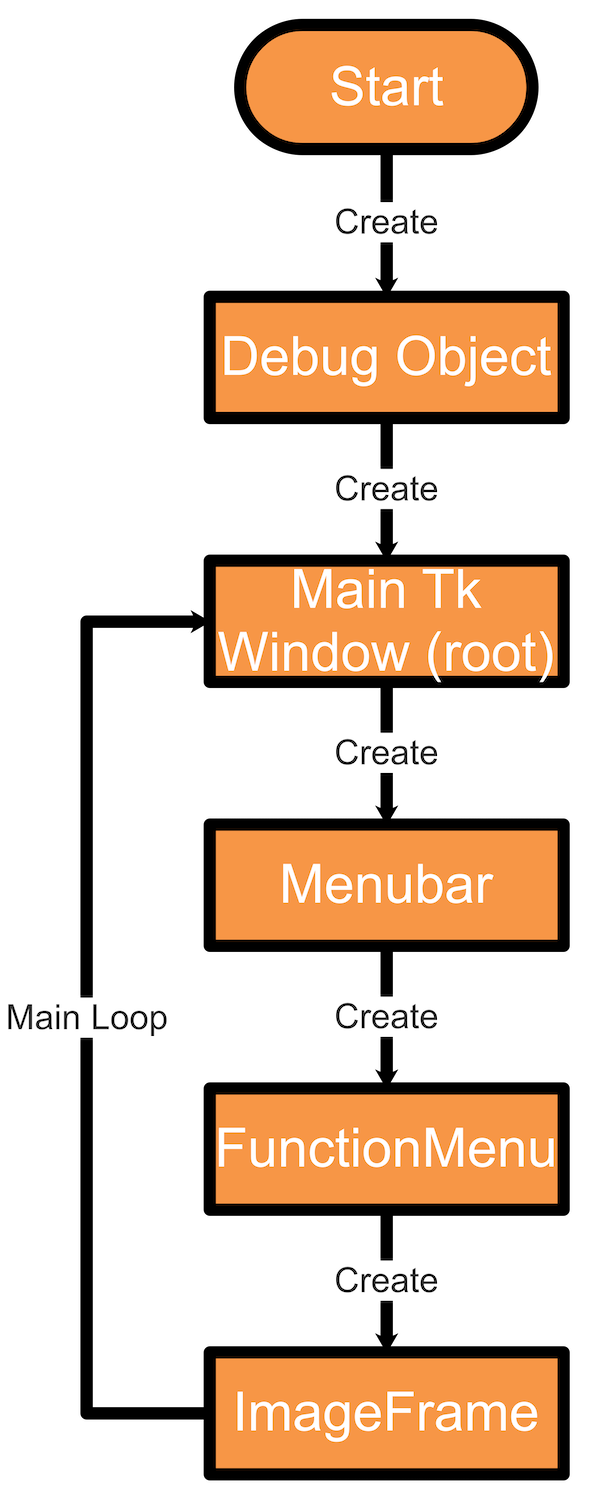 Start
Create
Debug Object
Create
Main Tk
Window (root)
Create
Menubar
Create
Main Loop
FunctionMenu
Create
ImageFrame